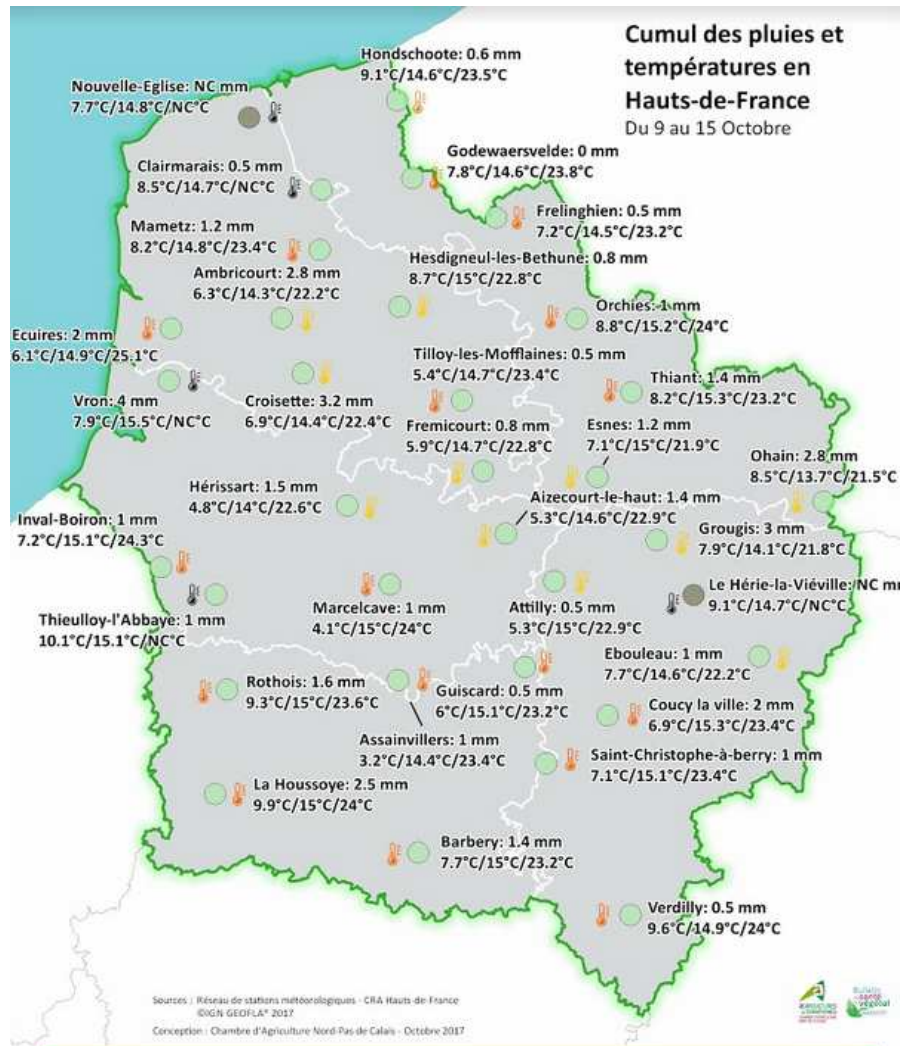 Cumul des pluies et
températures en
Hauts-de-France
Du 9 au 15 Octobre
Hondschoote: 0.6 mm
9.1°C/14.6°C/23.5°C
Nouvelle-Eglise: NC mm
7.7°C/14.8°C/NC°C
Godewaersvelde: 0 mm
7.8°C/14.6°C/23.8°C
Clairmarais: 0.5 mm
8.5°C/14.7°C/NC°C
Frelinghien: 0.5 mm
7.2°C/14.5°C/23.2°C
Mametz: 1.2 mm
8.2°C/14.8°C/23.4°C
Hesdigneul-les-Bethune: 0.8 mm
8.7°C/15°C/22.8°C
Ambricourt: 2.8 mm
6.3°C/14.3°C/22.2°C
Orchies: 1 mm
8.8°C/15.2°C/24°C
Ecuires: 2 mm
6.1°C/14.9°C/25.1°C
Tilloy-les-Mofflaines: 0.5 mm
5.4°C/14.7°C/23.4°C
Thiant: 1.4 mm
8.2°C/15.3°C/23.2°C
Vron: 4 mm
7.9°C/15.5°C/NC°C
Croisette: 3.2 mm
6.9°C/14.4°C/22.4°C
Fremicourt: 0.8 mm
5.9°C/14.7°C/22.8°C
Esnes: 1.2 mm
7.1°C/15°C/21.9°C
Ohain: 2.8 mm
8.5°C/13.7°C/21.5°C
Hérissart: 1.5 mm
4.8°C/14°C/22.6°C
Aizecourt-le-haut: 1.4 mm
5.3°C/14.6°C/22.9°C
Inval-Boiron: 1 mm
7.2°C/15.1°C/24.3°C
Grougis: 3 mm
7.9°C/14.1°C/21.8°C
Le Hérie-la-Viéville: NC mm
9.1°C/14.7°C/NC°C
Thieulloy-l'Abbaye: 1 mm
10.1°C/15.1°C/NC°C
Marcelcave: 1 mm
4.1°C/15°C/24°C
Attilly: 0.5 mm
5.3°C/15°C/22.9°C
Ebouleau: 1 mm
7.7°C/14.6°C/22.2°C
Rothois: 1.6 mm
9.3°C/15°C/23.6°C
Guiscard: 0.5 mm
6°C/15.1°C/23.2°C
Coucy la ville: 2 mm
6.9°C/15.3°C/23.4°C
Assainvillers: 1 mm
3.2°C/14.4°C/23.4°C
Saint-Christophe-à-berry: 1 mm
7.1°C/15.1°C/23.4°C
La Houssoye: 2.5 mm
9.9°C/15°C/24°C
Barbery: 1.4 mm
7.7°C/15°C/23.2°C
Verdilly: 0.5 mm
9.6°C/14.9°C/24°C
Sources : Réseau de stations météorologiques - CRA Hauts-de-France
©IGN GEOFLA® 2017
Conception : Chambre d'Agriculture Nord-Pas de Calais - Octobre 2017
Bulletin
santé
végétal